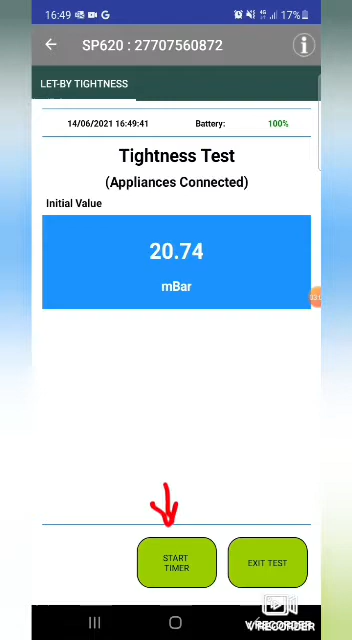 16:49
17%
SP620 : 27707560872
LET-BY TIGHTNESS
14/06/2021 16:49:41 Battery: 100%
Tightness Test
(Appliances Connected)
Initial Value
20.74
mBar
START
TIMER
EXIT TEST
VRECORDER